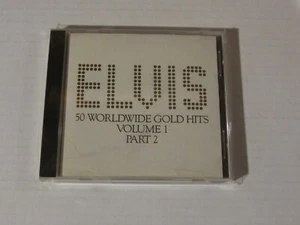 ELVIS
50 WORLDWIDE GOLD HITS
VOLUME 1
PART 2